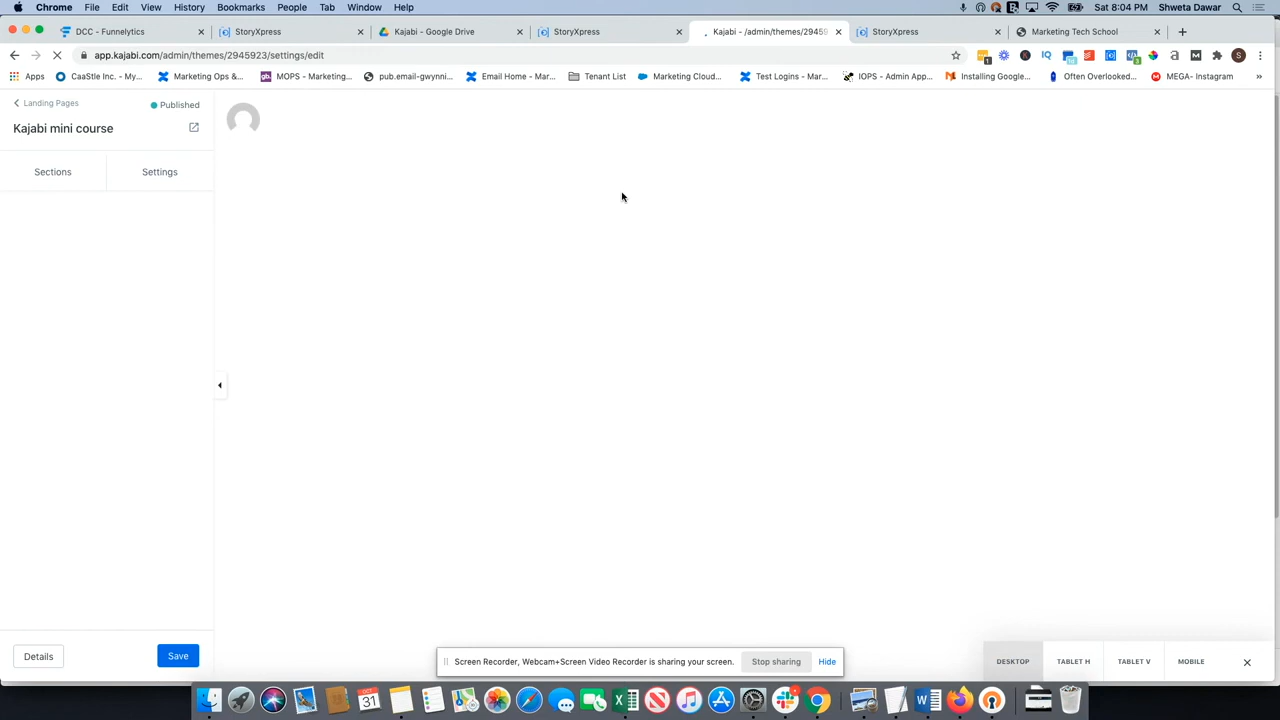 Chrome File Edit View History Bookmarks People Tab Window Help Sat 8:04 PM Shweta Dawar
DCC - Funnelytics StoryXpress Kajabi - Google Drive StoryXpress Kajabi - /admin/themes/29459 StoryXpress Marketing Tech School
app.kajabi.com/admin/themes/2945923/settings/edit
Apps CaaStle Inc. - My... Marketing Ops &... MOPS - Marketing... pub.email-gwynni... Email Home - Mar... Tenant List Marketing Cloud... Test Logins - Mar... IOPS - Admin App... Installing Google... Often Overlooked... MEGA- Instagram
Landing Pages Published
Kajabi mini course
Sections Settings
Details Save
Screen Recorder, Webcam+Screen Video Recorder is sharing your screen. Stop sharing Hide
DESKTOP TABLET H TABLET V MOBILE